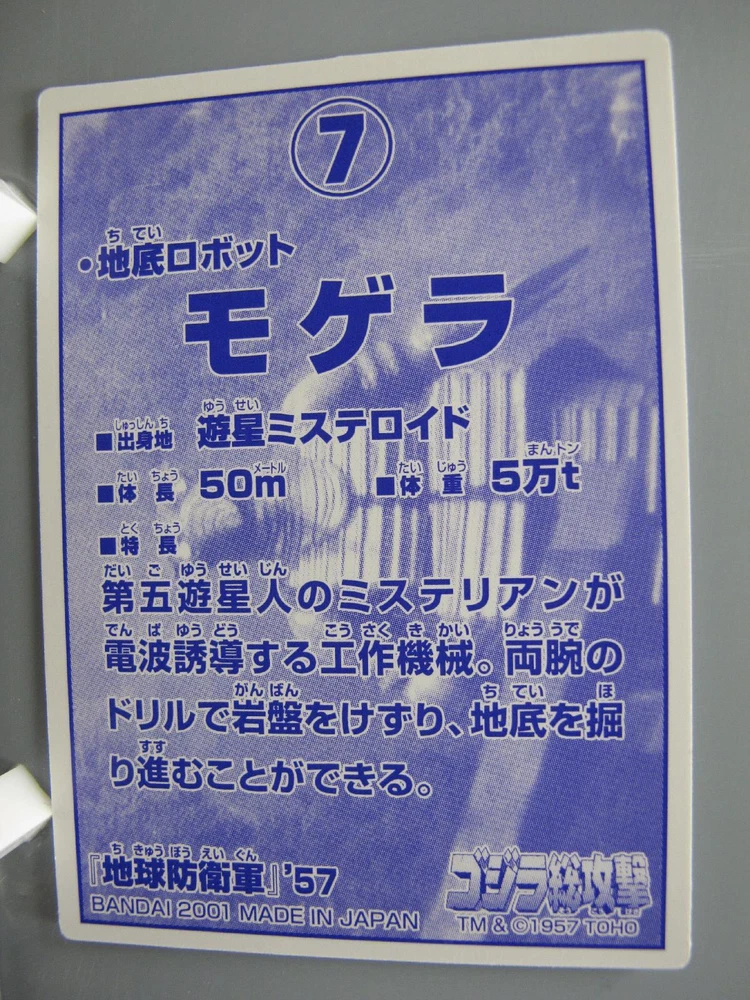 7
・地底ロボット
モゲラ
■出身地 遊星ミステロイド
■体長 50m ■体重 5万t
■特長
第五遊星人のミステリアンが
電波誘導する工作機械。両腕の
ドリルで岩盤をけずり、地底を掘
り進むことができる。
『地球防衛軍』'57
BANDAI 2001 MADE IN JAPAN
ゴジラ総攻撃
TM & ©1957 TOHO